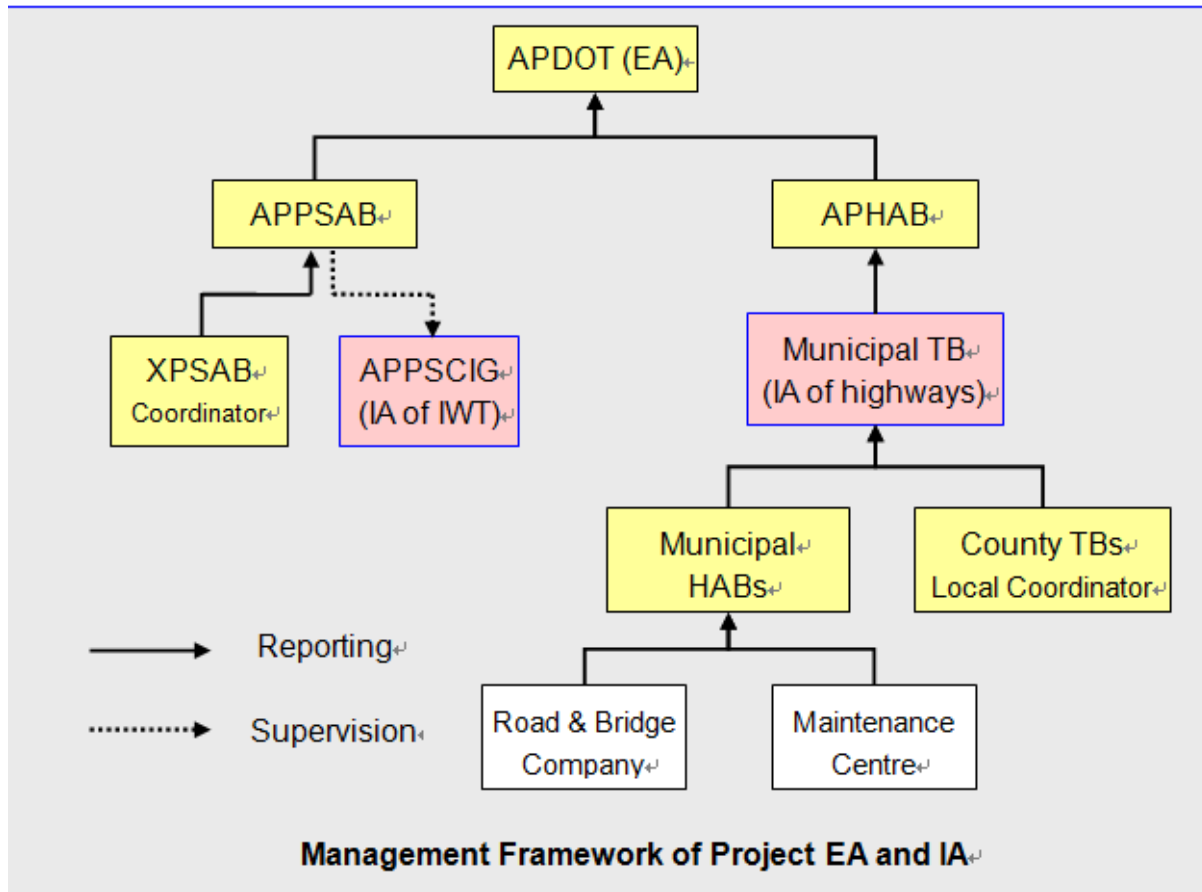 APDOT (EA)
APPSAB
APHAB
XPSAB
Coordinator
APPSCIG
(IA of IWT)
Municipal TB
(IA of highways)
Municipal
HABs
County TBs
Local Coordinator
Reporting
Supervision
Road & Bridge
Company
Maintenance
Centre
Management Framework of Project EA and IA